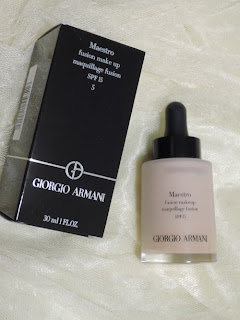 Maestro
fusion make up
maquillage fusion
SPF 15
5
GIORGIO ARMANI
30 ml / 1 FL.OZ
Maestro
fusion makeup
maquillage fusion
SPF 15
GIORGIO ARMANI